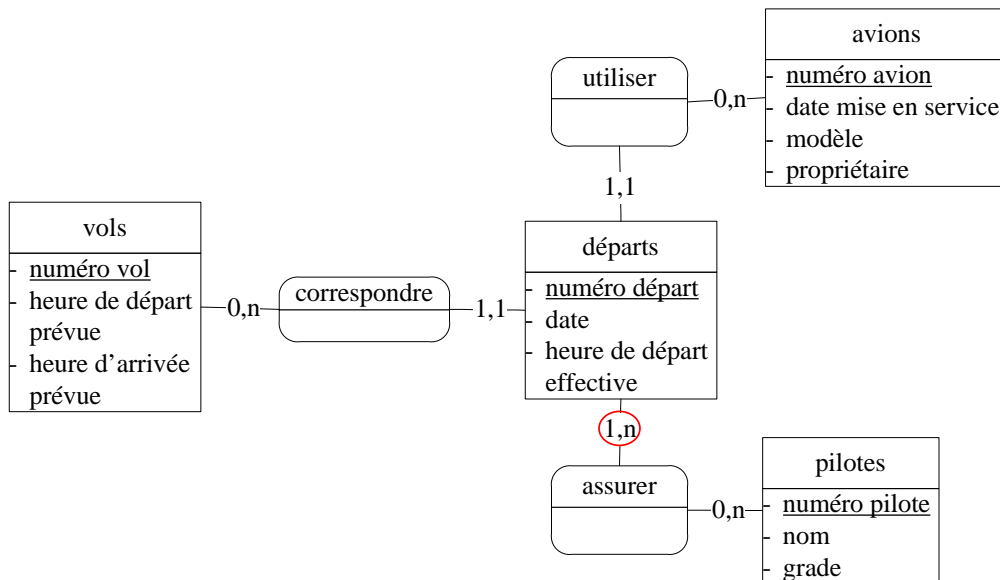 avions
numéro avion
date mise en service
modèle
propriétaire
utiliser
0,n
1,1
vols
numéro vol
heure de départ
prévue
heure d’arrivée
prévue
0,n
correspondre
1,1
départs
numéro départ
date
heure de départ
effective
1,n
assurer
0,n
pilotes
numéro pilote
nom
grade